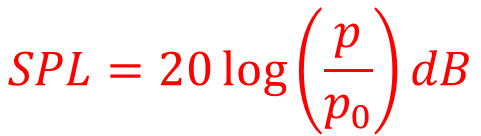 SPL = 20 log(p/p₀) dB